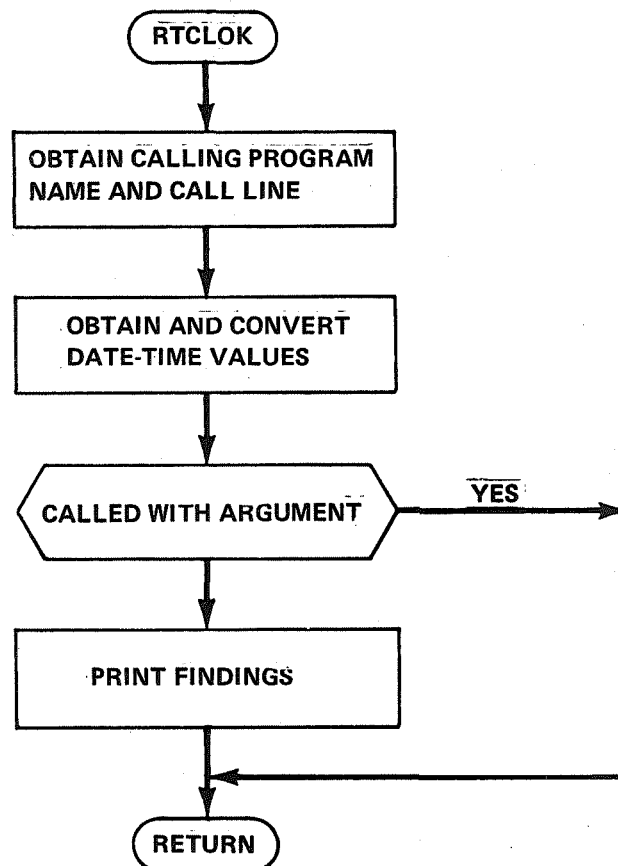 RTCLOK
OBTAIN CALLING PROGRAM
NAME AND CALL LINE
OBTAIN AND CONVERT
DATE-TIME VALUES
CALLED WITH ARGUMENT
YES
PRINT FINDINGS
RETURN